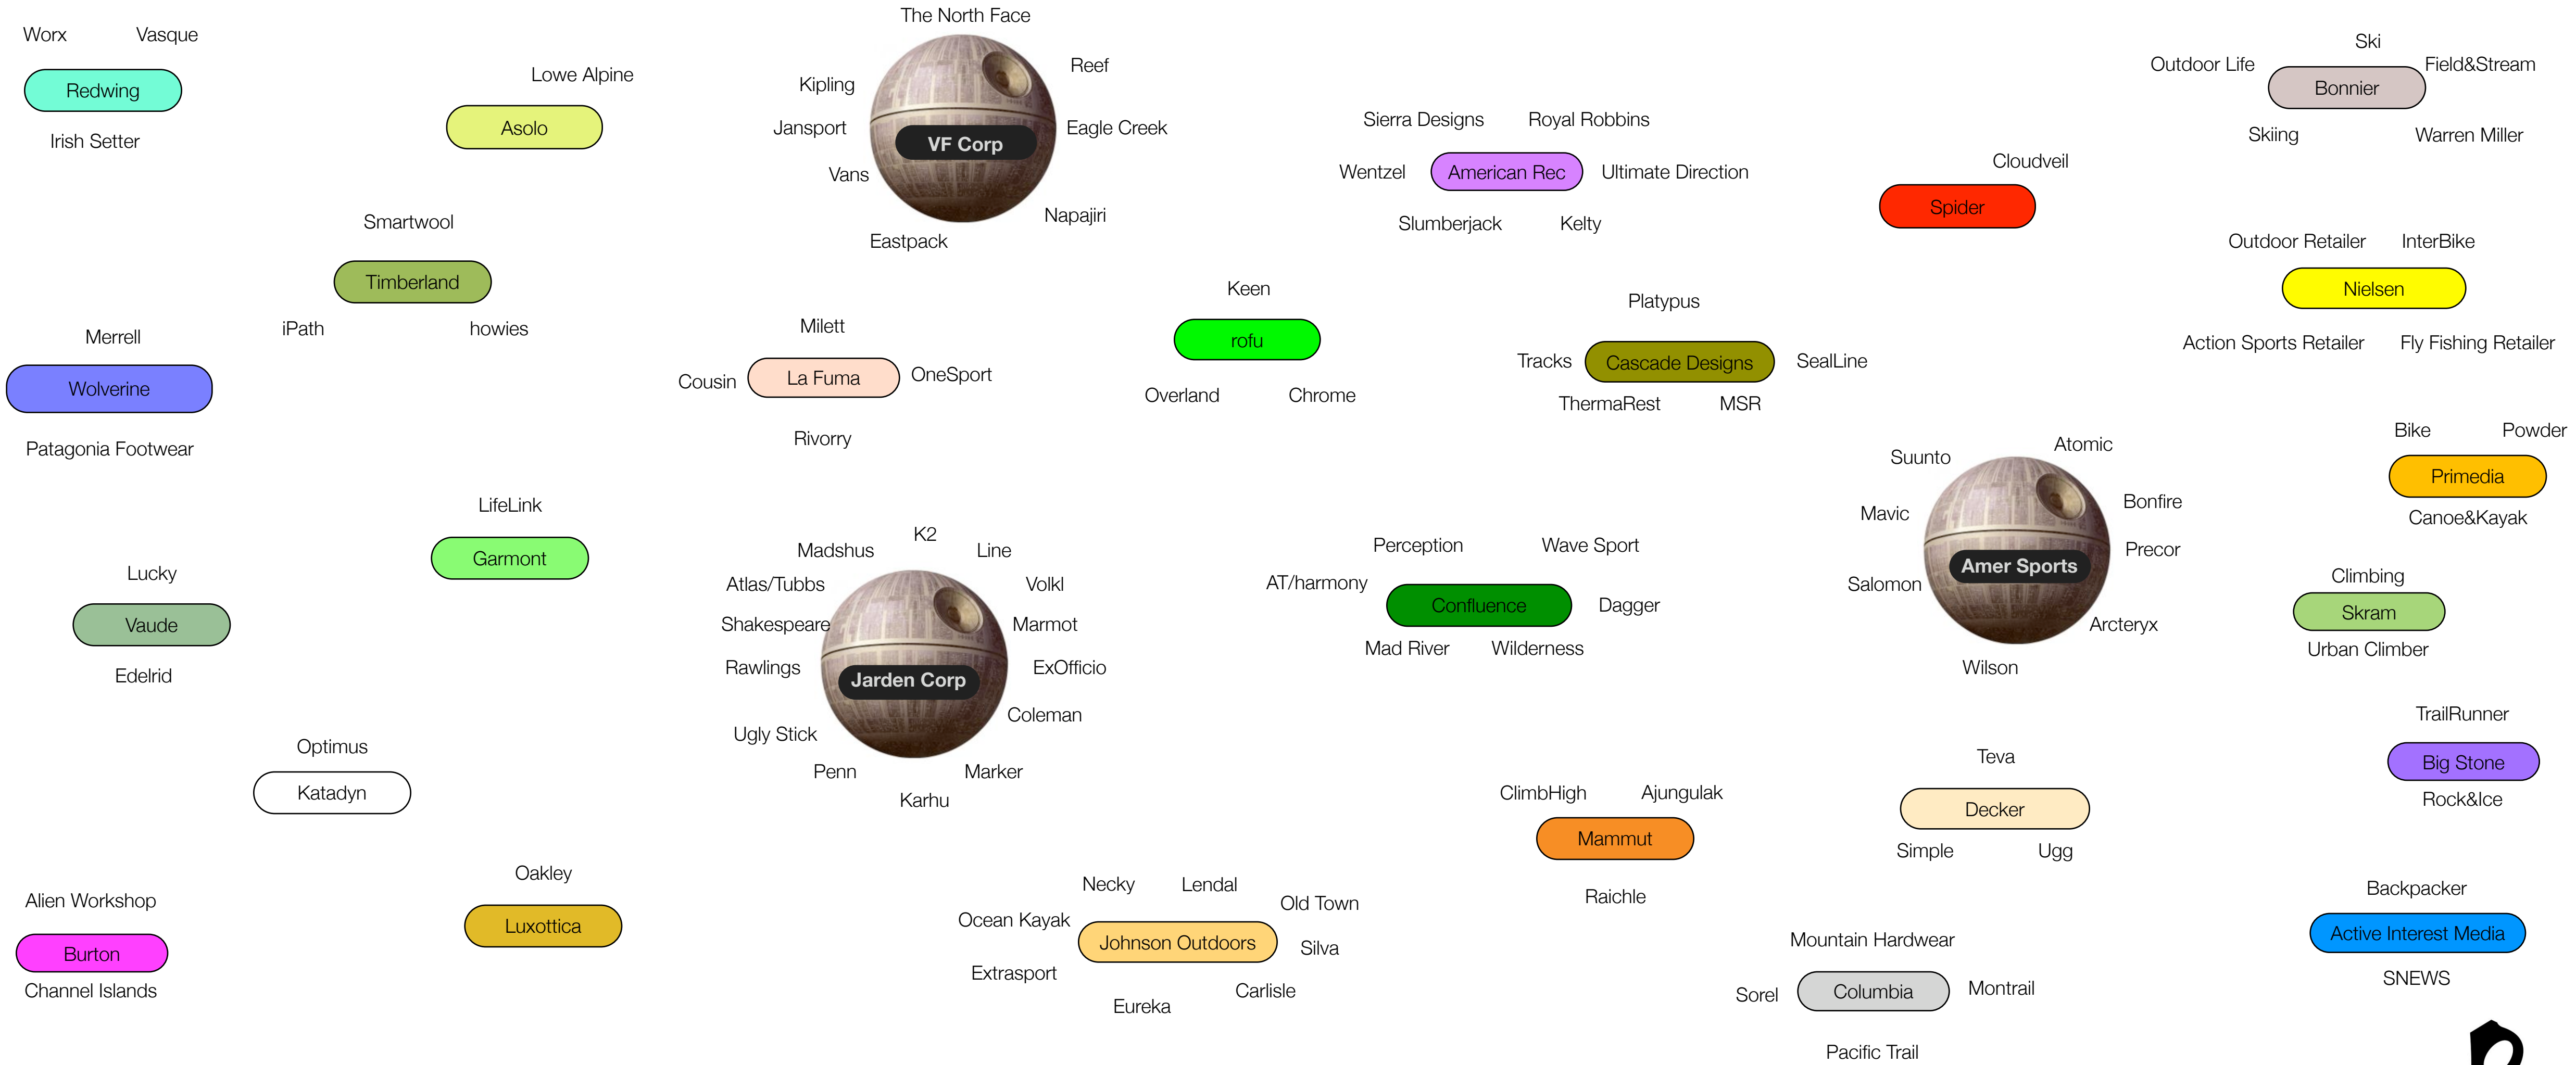 Worx
Vasque
Redwing
Irish Setter
Lowe Alpine
Asolo
The North Face
Kipling
Reef
Jansport
VF Corp
Eagle Creek
Vans
Napajiri
Eastpack
Sierra Designs
Royal Robbins
Wentzel
American Rec
Ultimate Direction
Slumberjack
Kelty
Cloudveil
Spider
Ski
Outdoor Life
Field&Stream
Bonnier
Skiing
Warren Miller
Smartwool
Timberland
iPath
howies
Outdoor Retailer
InterBike
Nielsen
Action Sports Retailer
Fly Fishing Retailer
Merrell
Wolverine
Patagonia Footwear
Milett
Cousin
La Fuma
OneSport
Rivorry
Keen
rofu
Overland
Chrome
Platypus
Tracks
Cascade Designs
SealLine
ThermaRest
MSR
Bike
Powder
Primedia
Canoe&Kayak
LifeLink
Garmont
Lucky
Vaude
Edelrid
K2
Madshus
Line
Atlas/Tubbs
Volkl
Shakespeare
Marmot
Rawlings
Jarden Corp
ExOfficio
Coleman
Ugly Stick
Penn
Marker
Karhu
Perception
Wave Sport
AT/harmony
Confluence
Dagger
Mad River
Wilderness
Atomic
Suunto
Bonfire
Mavic
Precor
Amer Sports
Salomon
Arcteryx
Wilson
Climbing
Skram
Urban Climber
TrailRunner
Big Stone
Rock&Ice
Optimus
Katadyn
ClimbHigh
Ajungulak
Mammut
Raichle
Teva
Decker
Simple
Ugg
Alien Workshop
Burton
Channel Islands
Oakley
Luxottica
Necky
Lendal
Old Town
Ocean Kayak
Johnson Outdoors
Silva
Extrasport
Carlisle
Eureka
Mountain Hardwear
Sorel
Columbia
Montrail
Pacific Trail
Backpacker
Active Interest Media
SNEWS